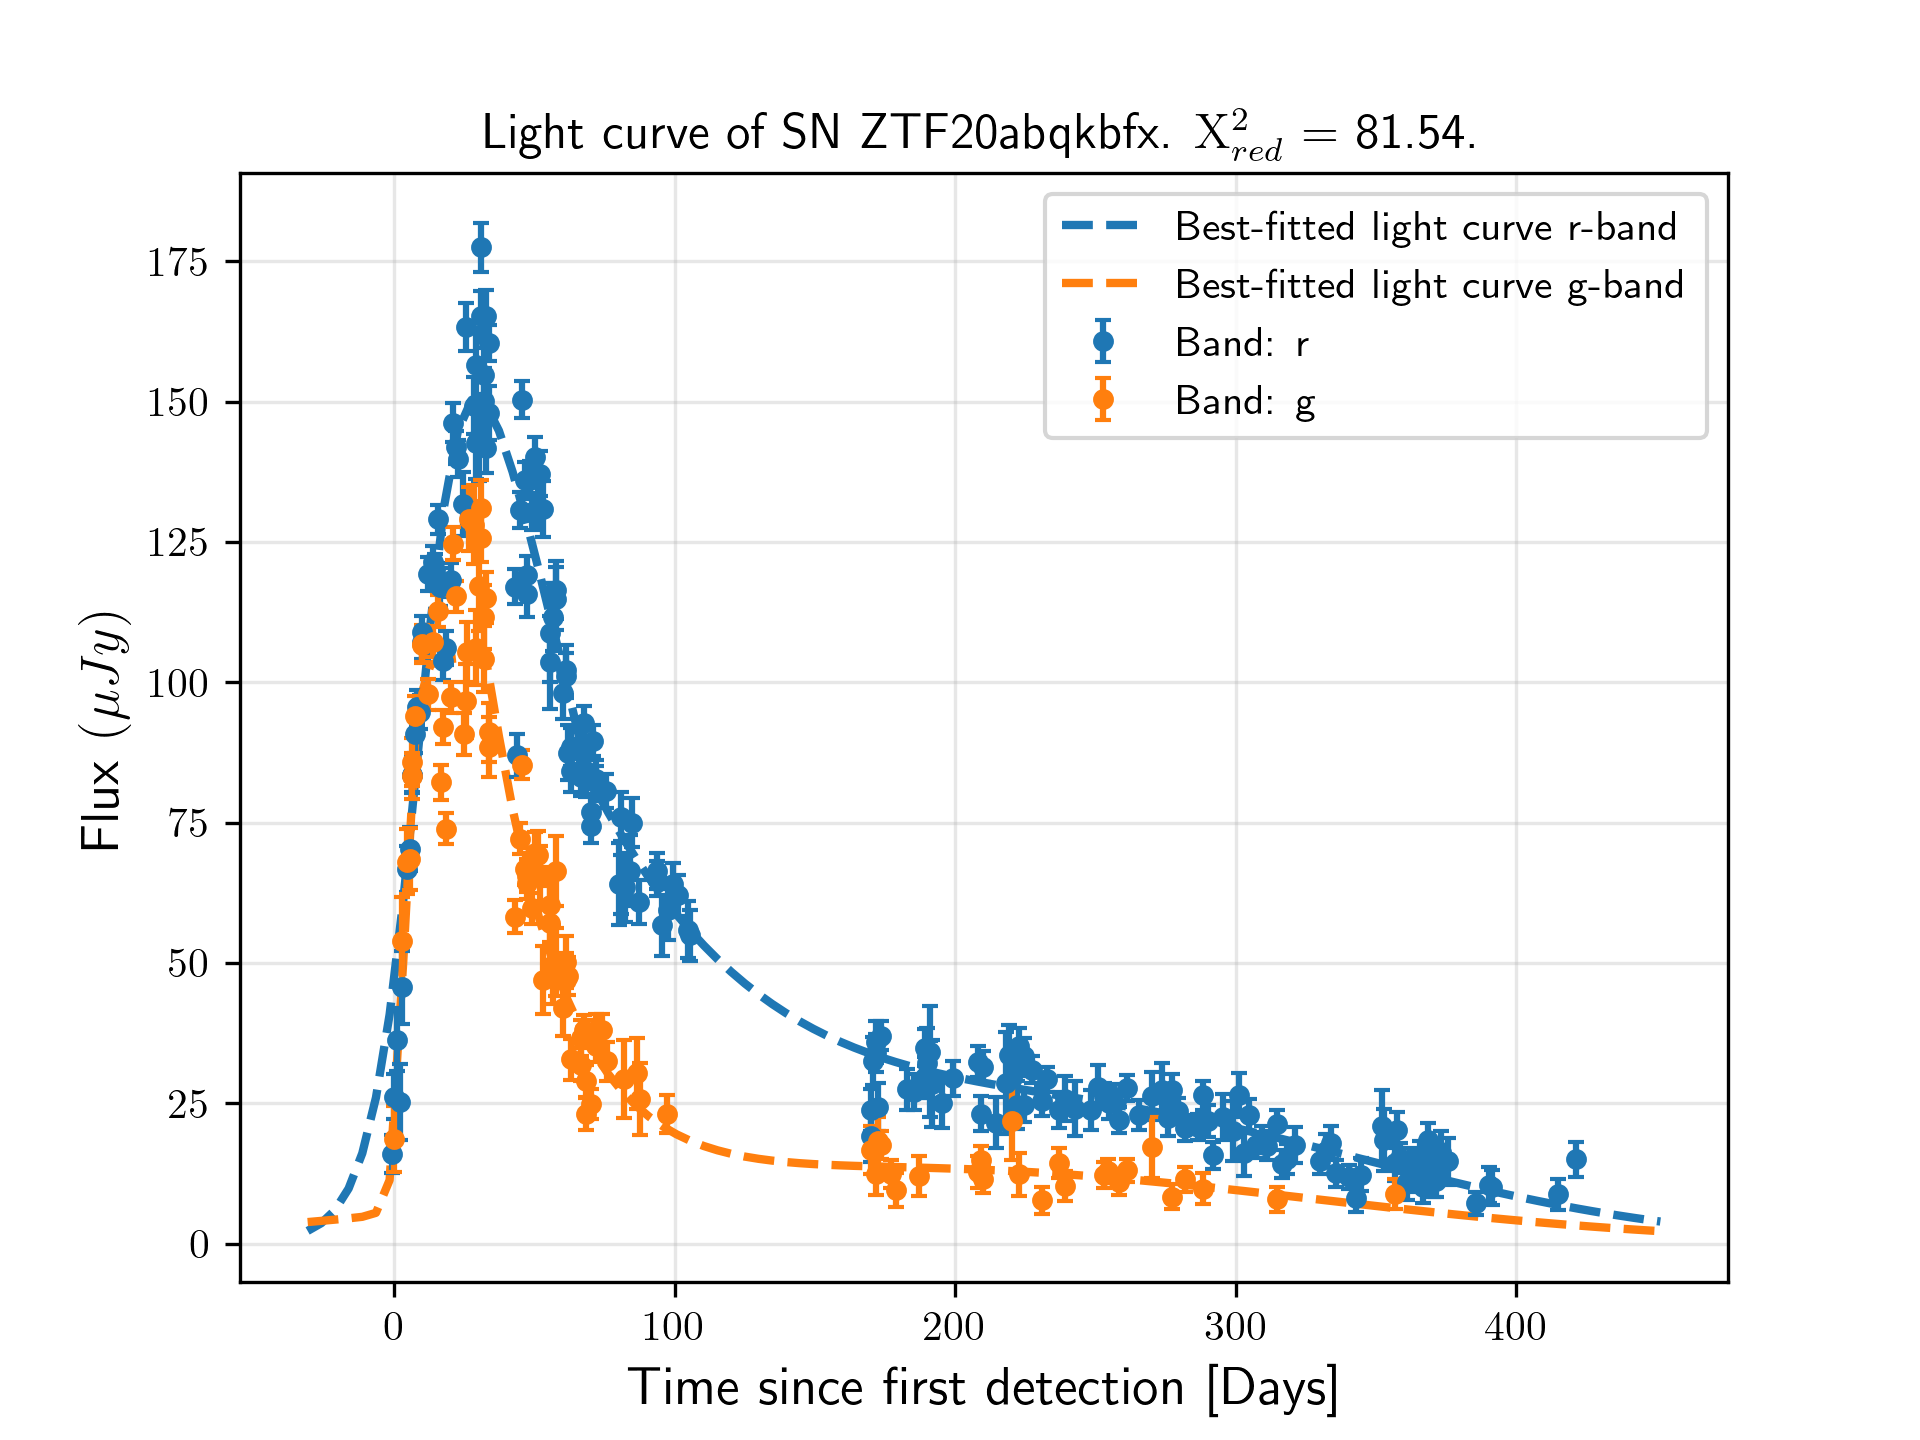 Light curve of SN ZTF20abqkbfx. X²red = 81.54.
Best-fitted light curve r-band
Best-fitted light curve g-band
Band: r
Band: g
175
150
125
100
75
50
25
0
Flux (μJy)
0 100 200 300 400
Time since first detection [Days]